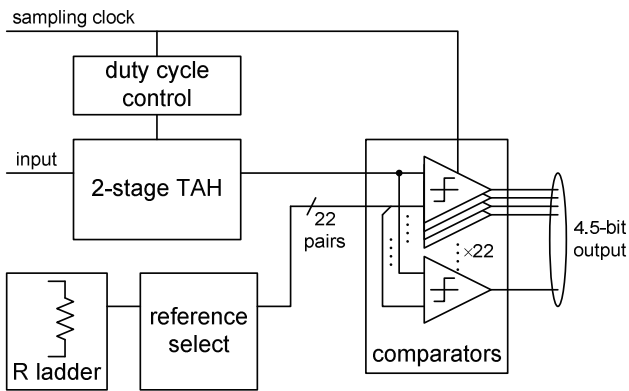 sampling clock
duty cycle
control
input
2-stage TAH
22
pairs
×22
4.5-bit
output
R ladder
reference
select
comparators